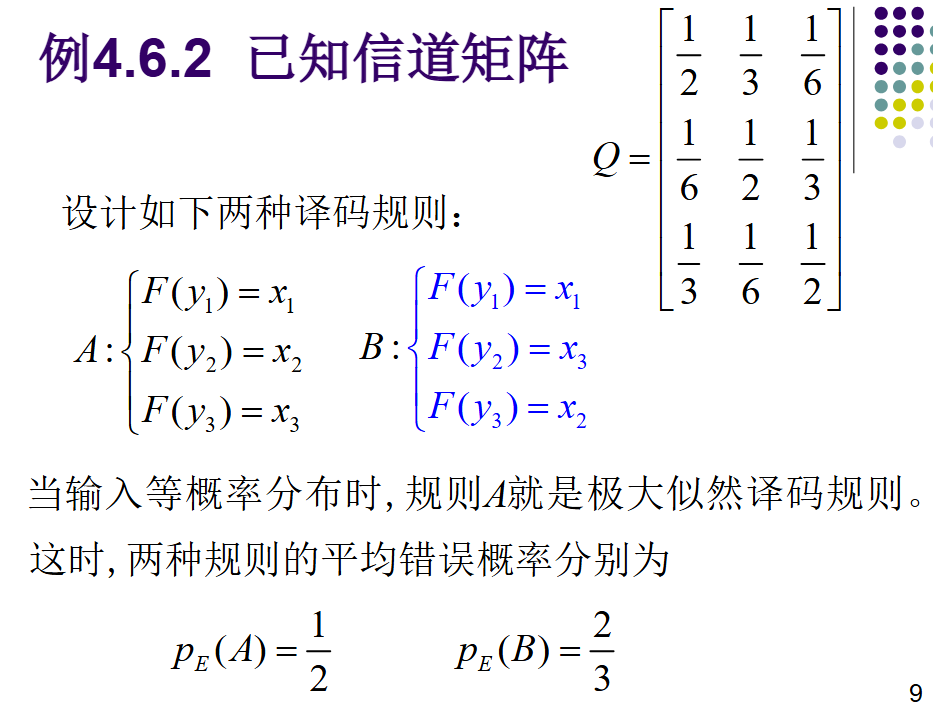 例4.6.2 已知信道矩阵
Q = [1/2 1/3 1/6
1/6 1/2 1/3
1/3 1/6 1/2]
设计如下两种译码规则：
A: { F(y₁) = x₁
F(y₂) = x₂
F(y₃) = x₃
B: { F(y₁) = x₁
F(y₂) = x₃
F(y₃) = x₂
当输入等概率分布时,规则A就是极大似然译码规则。
这时,两种规则的平均错误概率分别为
p_E(A) = 1/2 p_E(B) = 2/3
9